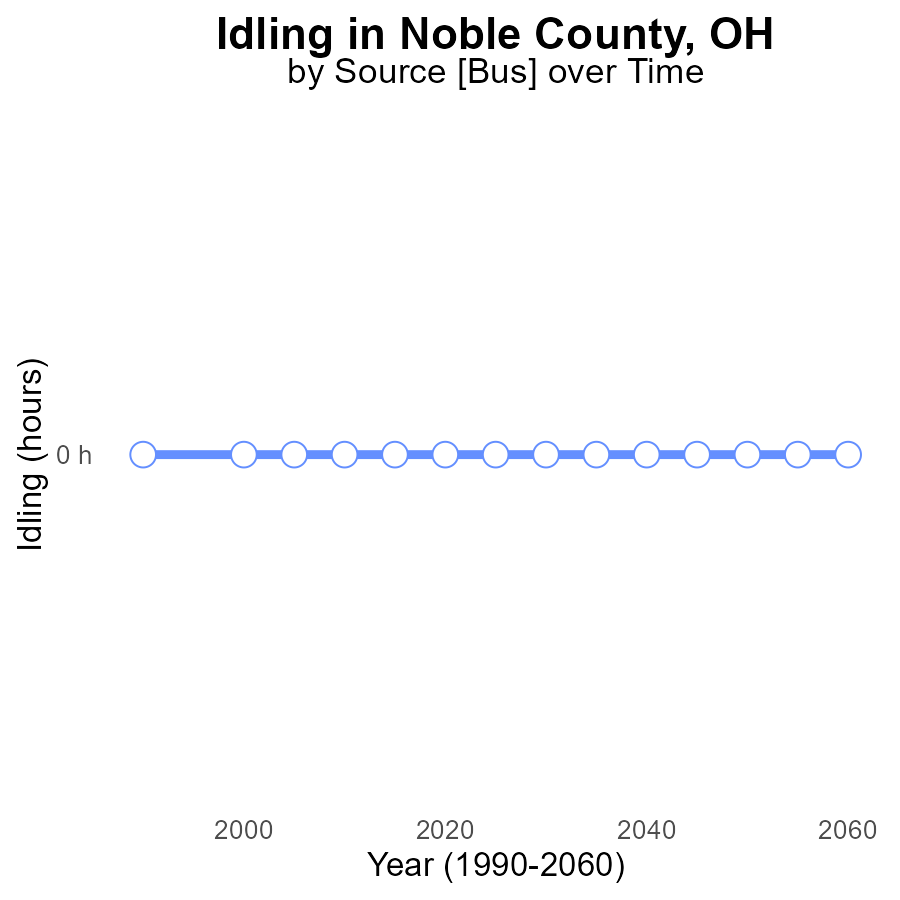 Idling in Noble County, OH
by Source [Bus] over Time
Idling (hours)
0 h
2000 2020 2040 2060
Year (1990-2060)